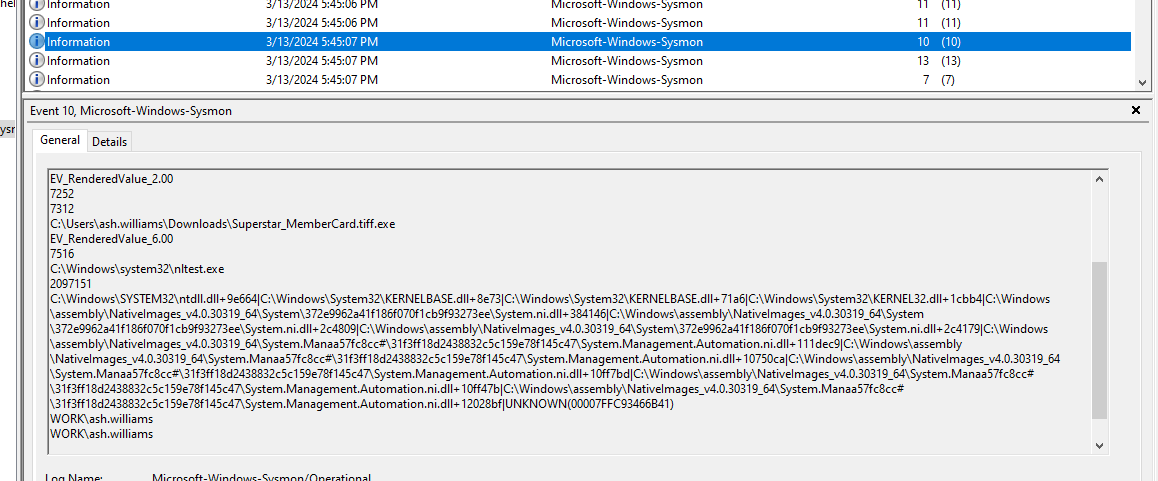 hel
Information 3/13/2024 5:45:06 PM Microsoft-Windows-Sysmon 11 (11)
Information 3/13/2024 5:45:06 PM Microsoft-Windows-Sysmon 11 (11)
Information 3/13/2024 5:45:07 PM Microsoft-Windows-Sysmon 10 (10)
Information 3/13/2024 5:45:07 PM Microsoft-Windows-Sysmon 13 (13)
Information 3/13/2024 5:45:07 PM Microsoft-Windows-Sysmon 7 (7)
Event 10, Microsoft-Windows-Sysmon
ysr
General Details
EV_RenderedValue_2.00
7252
7312
C:\Users\ash.williams\Downloads\Superstar_MemberCard.tiff.exe
EV_RenderedValue_6.00
7516
C:\Windows\system32\nltest.exe
2097151
C:\Windows\SYSTEM32\ntdll.dll+9e664|C:\Windows\System32\KERNELBASE.dll+8e73|C:\Windows\System32\KERNELBASE.dll+71a6|C:\Windows\System32\KERNEL32.dll+1cbb4|C:\Windows
\assembly\NativeImages_v4.0.30319_64\System\372e9962a41f186f070f1cb9f93273ee\System.ni.dll+384146|C:\Windows\assembly\NativeImages_v4.0.30319_64\System
\372e9962a41f186f070f1cb9f93273ee\System.ni.dll+2c4809|C:\Windows\assembly\NativeImages_v4.0.30319_64\System\372e9962a41f186f070f1cb9f93273ee\System.ni.dll+2c4179|C:\Windows
\assembly\NativeImages_v4.0.30319_64\System.Manaa57fc8cc#\31f3ff18d2438832c5c159e78f145c47\System.Management.Automation.ni.dll+111dec9|C:\Windows\assembly
\NativeImages_v4.0.30319_64\System.Manaa57fc8cc#\31f3ff18d2438832c5c159e78f145c47\System.Management.Automation.ni.dll+10750ca|C:\Windows\assembly\NativeImages_v4.0.30319_64
\System.Manaa57fc8cc#\31f3ff18d2438832c5c159e78f145c47\System.Management.Automation.ni.dll+10ff7bd|C:\Windows\assembly\NativeImages_v4.0.30319_64\System.Manaa57fc8cc#
\31f3ff18d2438832c5c159e78f145c47\System.Management.Automation.ni.dll+10ff47b|C:\Windows\assembly\NativeImages_v4.0.30319_64\System.Manaa57fc8cc#
\31f3ff18d2438832c5c159e78f145c47\System.Management.Automation.ni.dll+12028bf|UNKNOWN(00007FFC93466B41)
WORK\ash.williams
WORK\ash.williams
Log Name: Microsoft-Windows-Sysmon/Operational